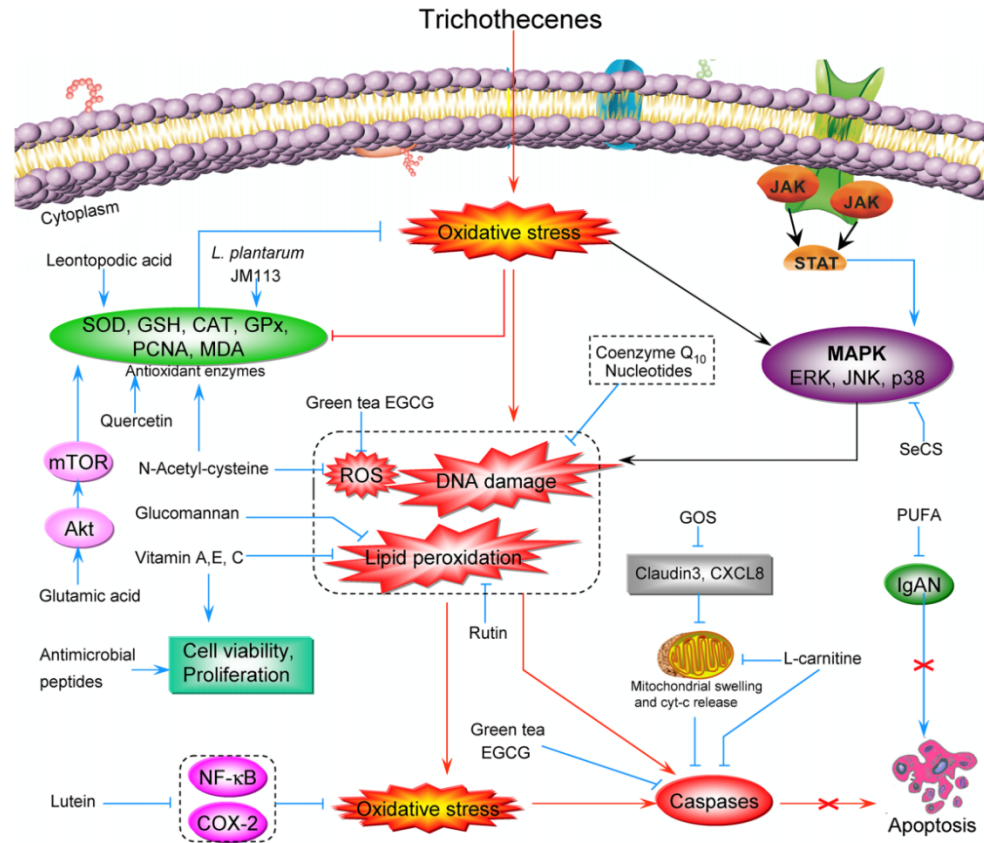 Trichothecenes
Cytoplasm
JAK
JAK
STAT
Oxidative stress
Leontopodic acid
L. plantarum
JM113
SOD, GSH, CAT, GPx,
PCNA, MDA
Antioxidant enzymes
Coenzyme Q10
Nucleotides
MAPK
ERK, JNK, p38
SeCS
Quercetin
Green tea EGCG
mTOR
N-Acetyl-cysteine
ROS
DNA damage
Glucomannan
Akt
Vitamin A,E, C
Lipid peroxidation
Glutamic acid
Rutin
GOS
Claudin3, CXCL8
PUFA
IgAN
Antimicrobial
peptides
Cell viability,
Proliferation
Mitochondrial swelling
and cyt-c release
L-carnitine
Green tea
EGCG
Lutein
NF-κB
COX-2
Oxidative stress
Caspases
Apoptosis